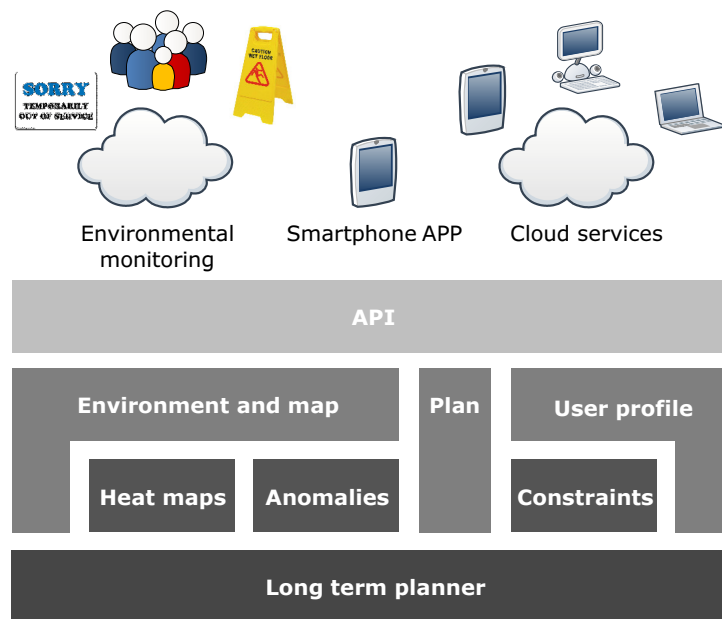 SORRY
TEMPORARILY
OUT OF SERVICE
CAUTION
WET FLOOR
Environmental
monitoring
Smartphone APP
Cloud services
API
Environment and map
Plan
User profile
Heat maps
Anomalies
Constraints
Long term planner